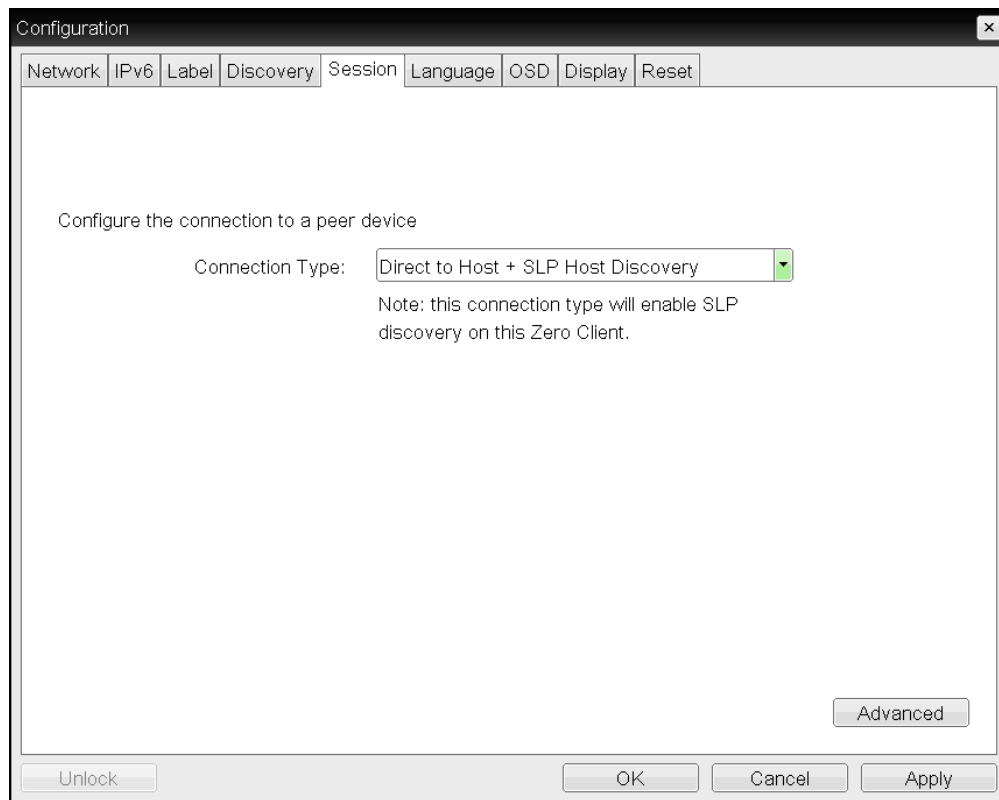 Configuration
Network IPv6 Label Discovery Session Language OSD Display Reset
Configure the connection to a peer device
Connection Type: Direct to Host + SLP Host Discovery
Note: this connection type will enable SLP
discovery on this Zero Client.
Advanced
Unlock OK Cancel Apply